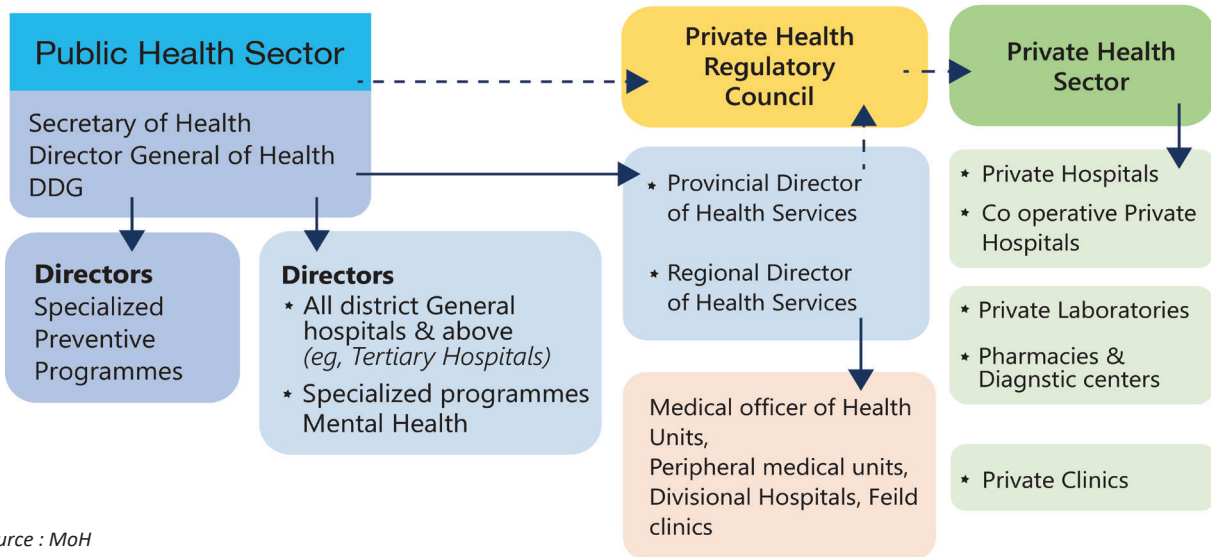 Public Health Sector
Secretary of Health
Director General of Health
DDG
Directors
Specialized
Preventive
Programmes
Directors
★ All district General
hospitals & above
(eg, Tertiary Hospitals)
★ Specialized programmes
Mental Health
Private Health
Regulatory
Council
★ Provincial Director
of Health Services
★ Regional Director
of Health Services
Medical officer of Health
Units,
Peripheral medical units,
Divisional Hospitals, Feild
clinics
Private Health
Sector
★ Private Hospitals
★ Co operative Private
Hospitals
★ Private Laboratories
★ Pharmacies &
Diagnstic centers
★ Private Clinics
urce : MoH